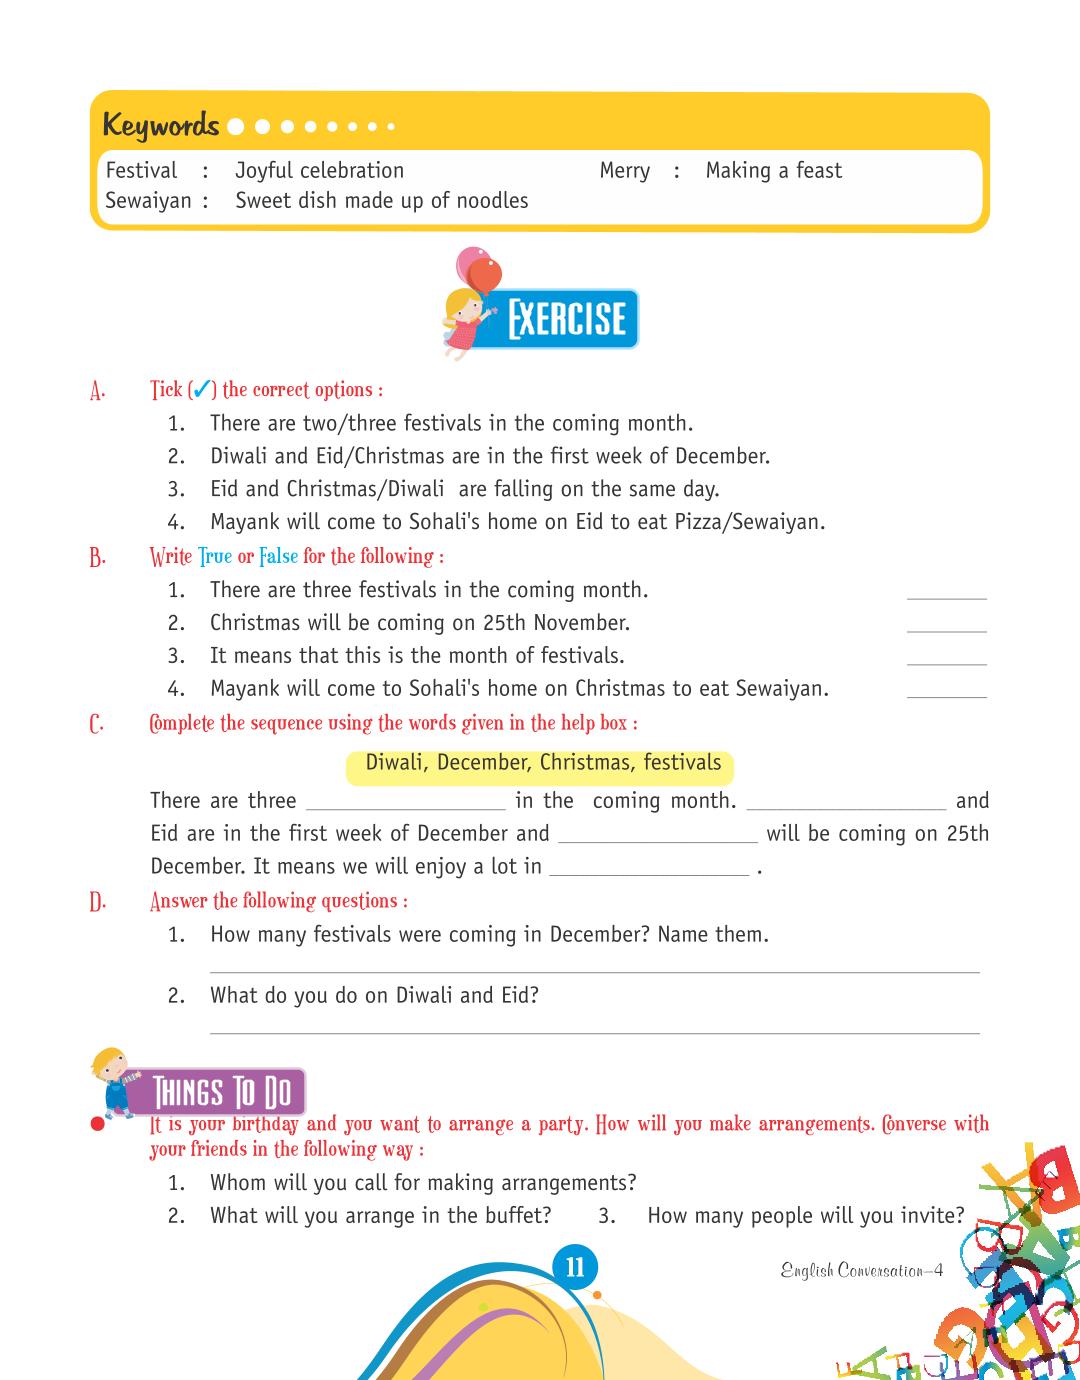 Keywords
Festival : Joyful celebration Merry : Making a feast
Sewaiyan : Sweet dish made up of noodles
EXERCISE
A. Tick (✓) the correct options :
1. There are two/three festivals in the coming month.
2. Diwali and Eid/Christmas are in the first week of December.
3. Eid and Christmas/Diwali are falling on the same day.
4. Mayank will come to Sohali's home on Eid to eat Pizza/Sewaiyan.
B. Write True or False for the following :
1. There are three festivals in the coming month. ________
2. Christmas will be coming on 25th November. ________
3. It means that this is the month of festivals. ________
4. Mayank will come to Sohali's home on Christmas to eat Sewaiyan. ________
C. Complete the sequence using the words given in the help box :
Diwali, December, Christmas, festivals
There are three __________________ in the coming month. __________________ and
Eid are in the first week of December and __________________ will be coming on 25th
December. It means we will enjoy a lot in __________________ .
D. Answer the following questions :
1. How many festivals were coming in December? Name them.
2. What do you do on Diwali and Eid?
THINGS TO DO
● It is your birthday and you want to arrange a party. How will you make arrangements. Converse with
your friends in the following way :
1. Whom will you call for making arrangements?
2. What will you arrange in the buffet? 3. How many people will you invite?
11
English Conversation–4